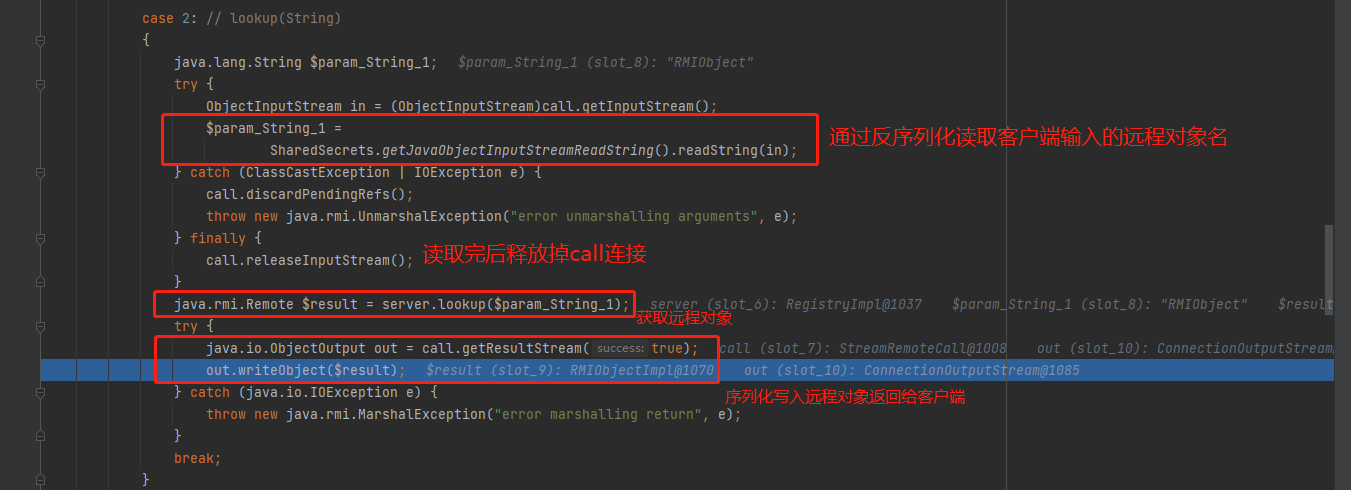 case 2: // lookup(String)
{
java.lang.String $param_String_1; $param_String_1 (slot_8): "RMIObject"
try {
ObjectInputStream in = (ObjectInputStream)call.getInputStream();
$param_String_1 =
通过反序列化读取客户端输入的远程对象名
SharedSecrets.getJavaObjectInputStreamReadString().readString(in);
} catch (ClassCastException | IOException e) {
call.discardPendingRefs();
throw new java.rmi.UnmarshalException("error unmarshalling arguments", e);
} finally {
call.releaseInputStream(); 读取完后释放掉call连接
}
java.rmi.Remote $result = server.lookup($param_String_1); server (slot_6): RegistryImpl@1037 $param_String_1 (slot_8): "RMIObject" $result
获取远程对象
try {
java.io.ObjectOutput out = call.getResultStream( success: true); call (slot_7): StreamRemoteCall@1008 out (slot_10): ConnectionOutputStream
out.writeObject($result); $result (slot_9): RMIObjectImpl@1070 out (slot_10): ConnectionOutputStream@1085
} catch (java.io.IOException e) {
序列化写入远程对象返回给客户端
throw new java.rmi.MarshalException("error marshalling return", e);
}
break;
}